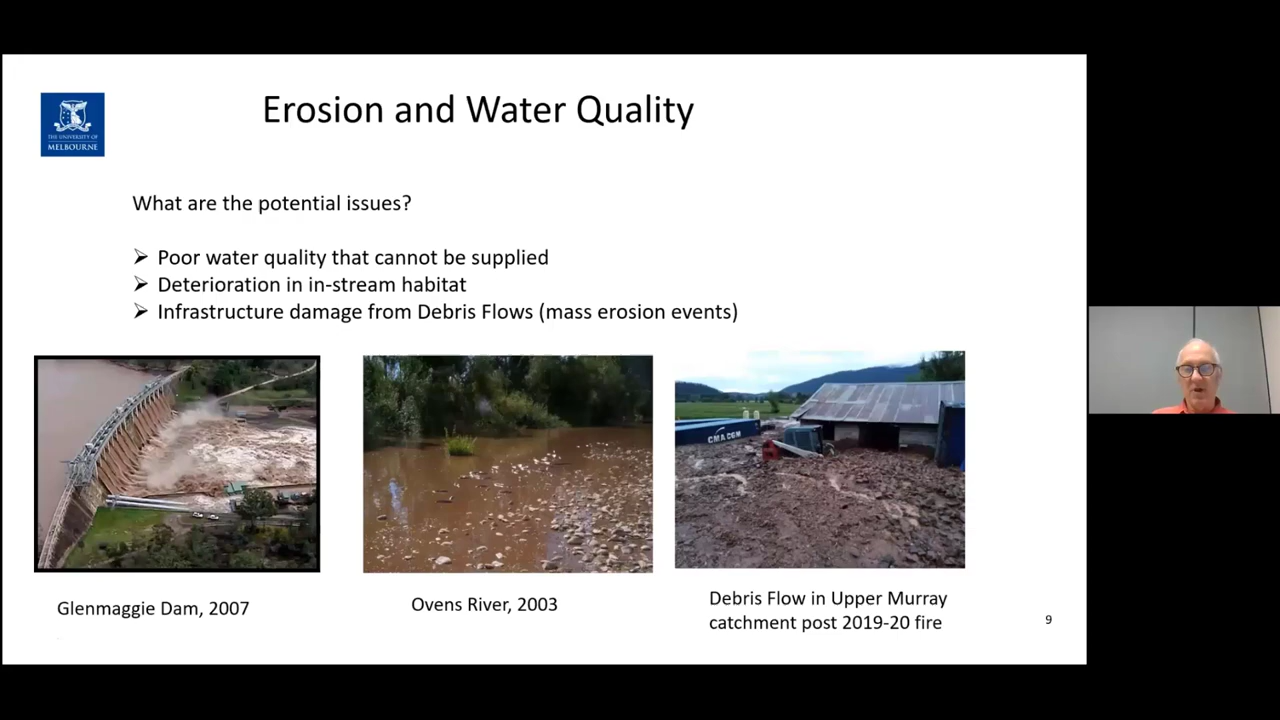 THE UNIVERSITY OF
MELBOURNE
Erosion and Water Quality
What are the potential issues?
➢ Poor water quality that cannot be supplied
➢ Deterioration in in-stream habitat
➢ Infrastructure damage from Debris Flows (mass erosion events)
CMA CGM
Glenmaggie Dam, 2007
Ovens River, 2003
Debris Flow in Upper Murray
catchment post 2019-20 fire
9